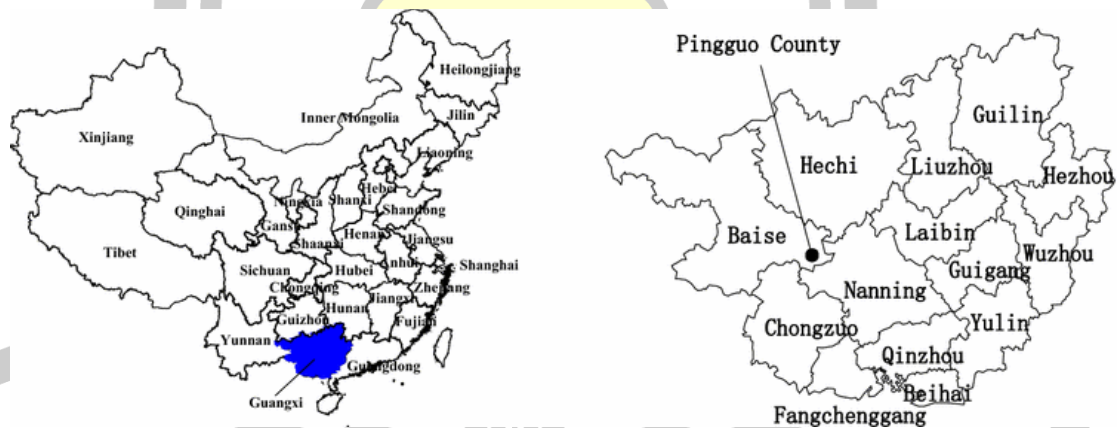 Heilongjiang
Jilin
Inner Mongolia
Liaoning
Xinjiang
Hebei
Ningxia
Shanxi
Shandong
Qinghai
Gansu
Henan
Shaanxi
Jiangsu
Tibet
Anhui
Shanghai
Sichuan
Hubei
Chongqing
Zhejiang
Hunan
Jiangxi
Guizhou
Fujian
Yunnan
Guangdong
Guangxi
Pingguo County
Guilin
Hechi
Liuzhou
Hezhou
Baise
Laibin
Wuzhou
Guigang
Nanning
Chongzuo
Yulin
Qinzhou
Beihai
Fangchenggang